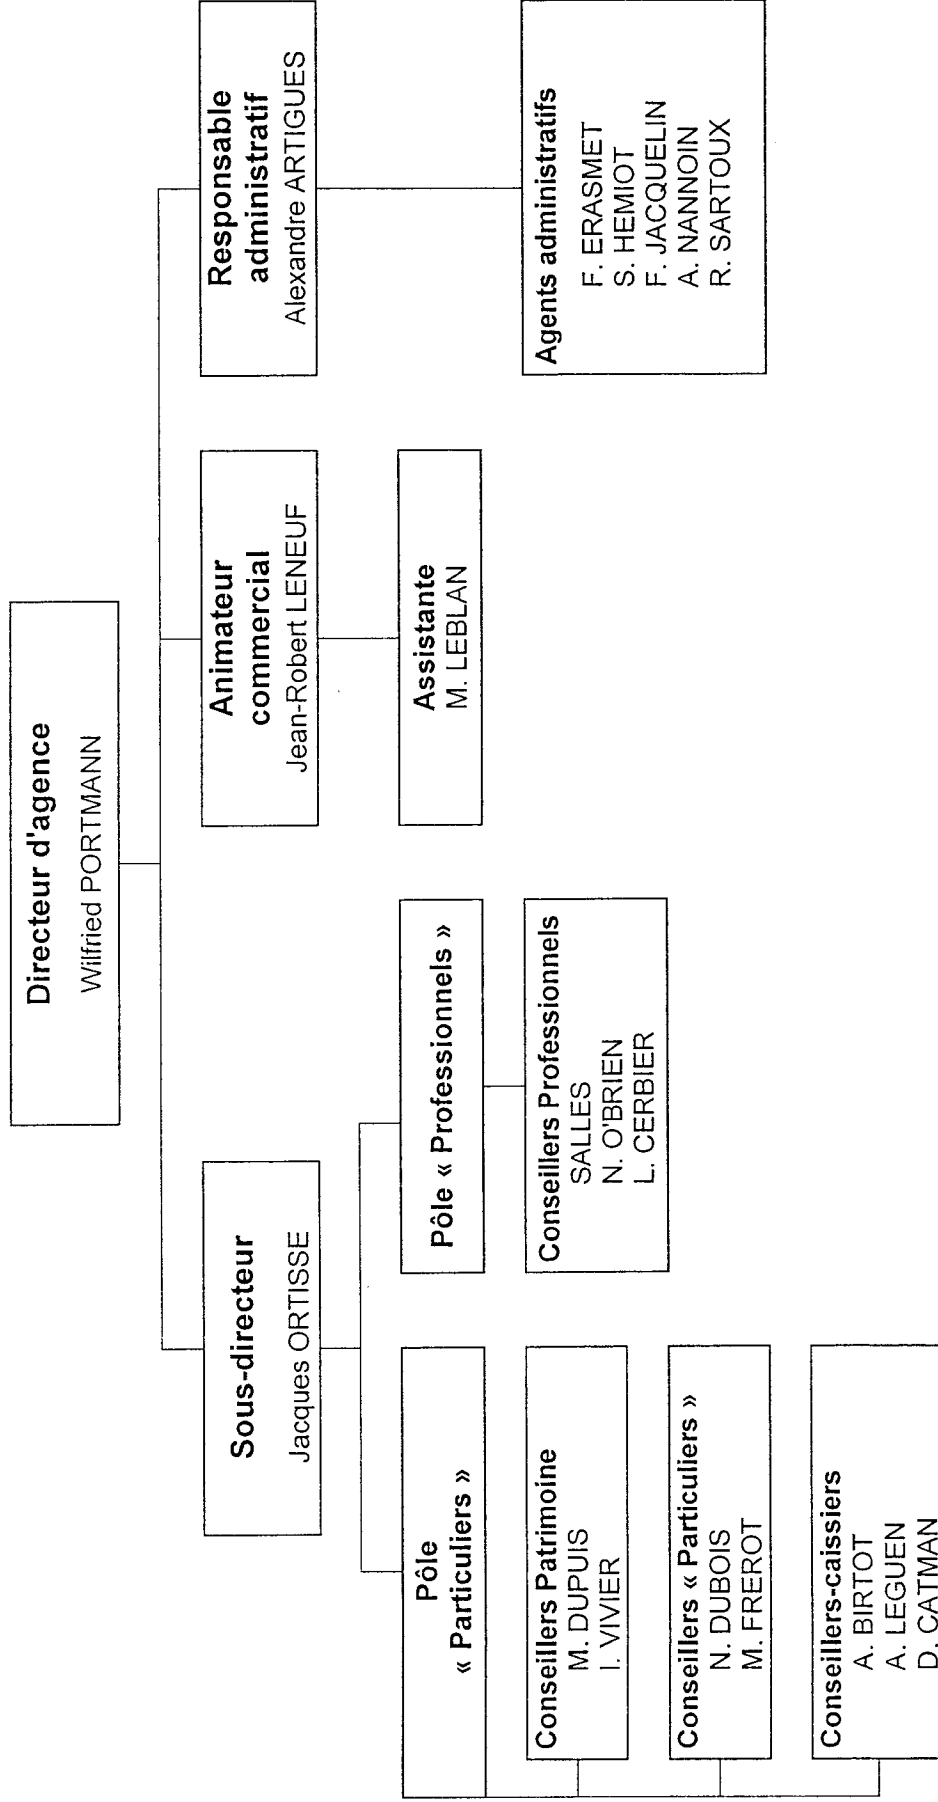 Directeur d'agence
Wilfried PORTMANN
Sous-directeur
Jacques ORTISSE
Animateur
commercial
Jean-Robert LENEUF
Responsable
administratif
Alexandre ARTIGUES
Pôle
« Particuliers »
Pôle « Professionnels »
Assistante
M. LEBLAN
Conseillers Patrimoine
M. DUPUIS
I. VIVIER
Conseillers Professionnels
SALLES
N. O'BRIEN
L. CERBIER
Agents administratifs
F. ERASMET
S. HEMIOT
F. JACQUELIN
A. NANNOIN
R. SARTOUX
Conseillers « Particuliers »
N. DUBOIS
M. FREROT
Conseillers-caissiers
A. BIRTOT
A. LEGUEN
D. CATMAN